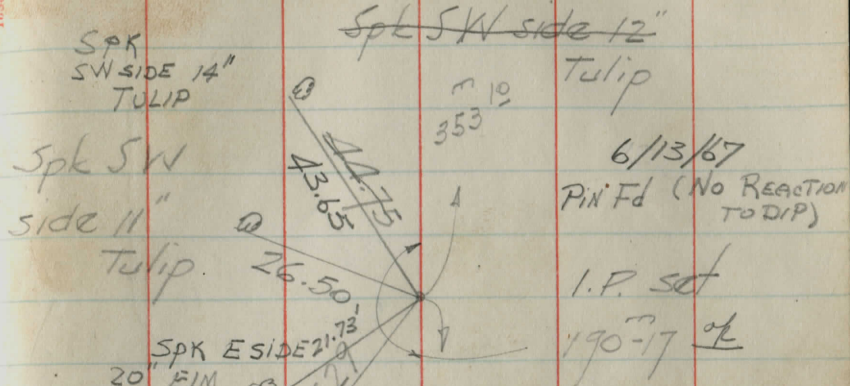 Spk SW side 12"
Tulip
SPK
SW SIDE 14"
TULIP
353 10
44.75
43.65
6/13/67
PIN Fd (NO REACTION
TO DIP)
Spk SW
side 11"
Tulip
26.50'
I.P. set
190-17 ok
SPK E SIDE 21.73'
20" ELM